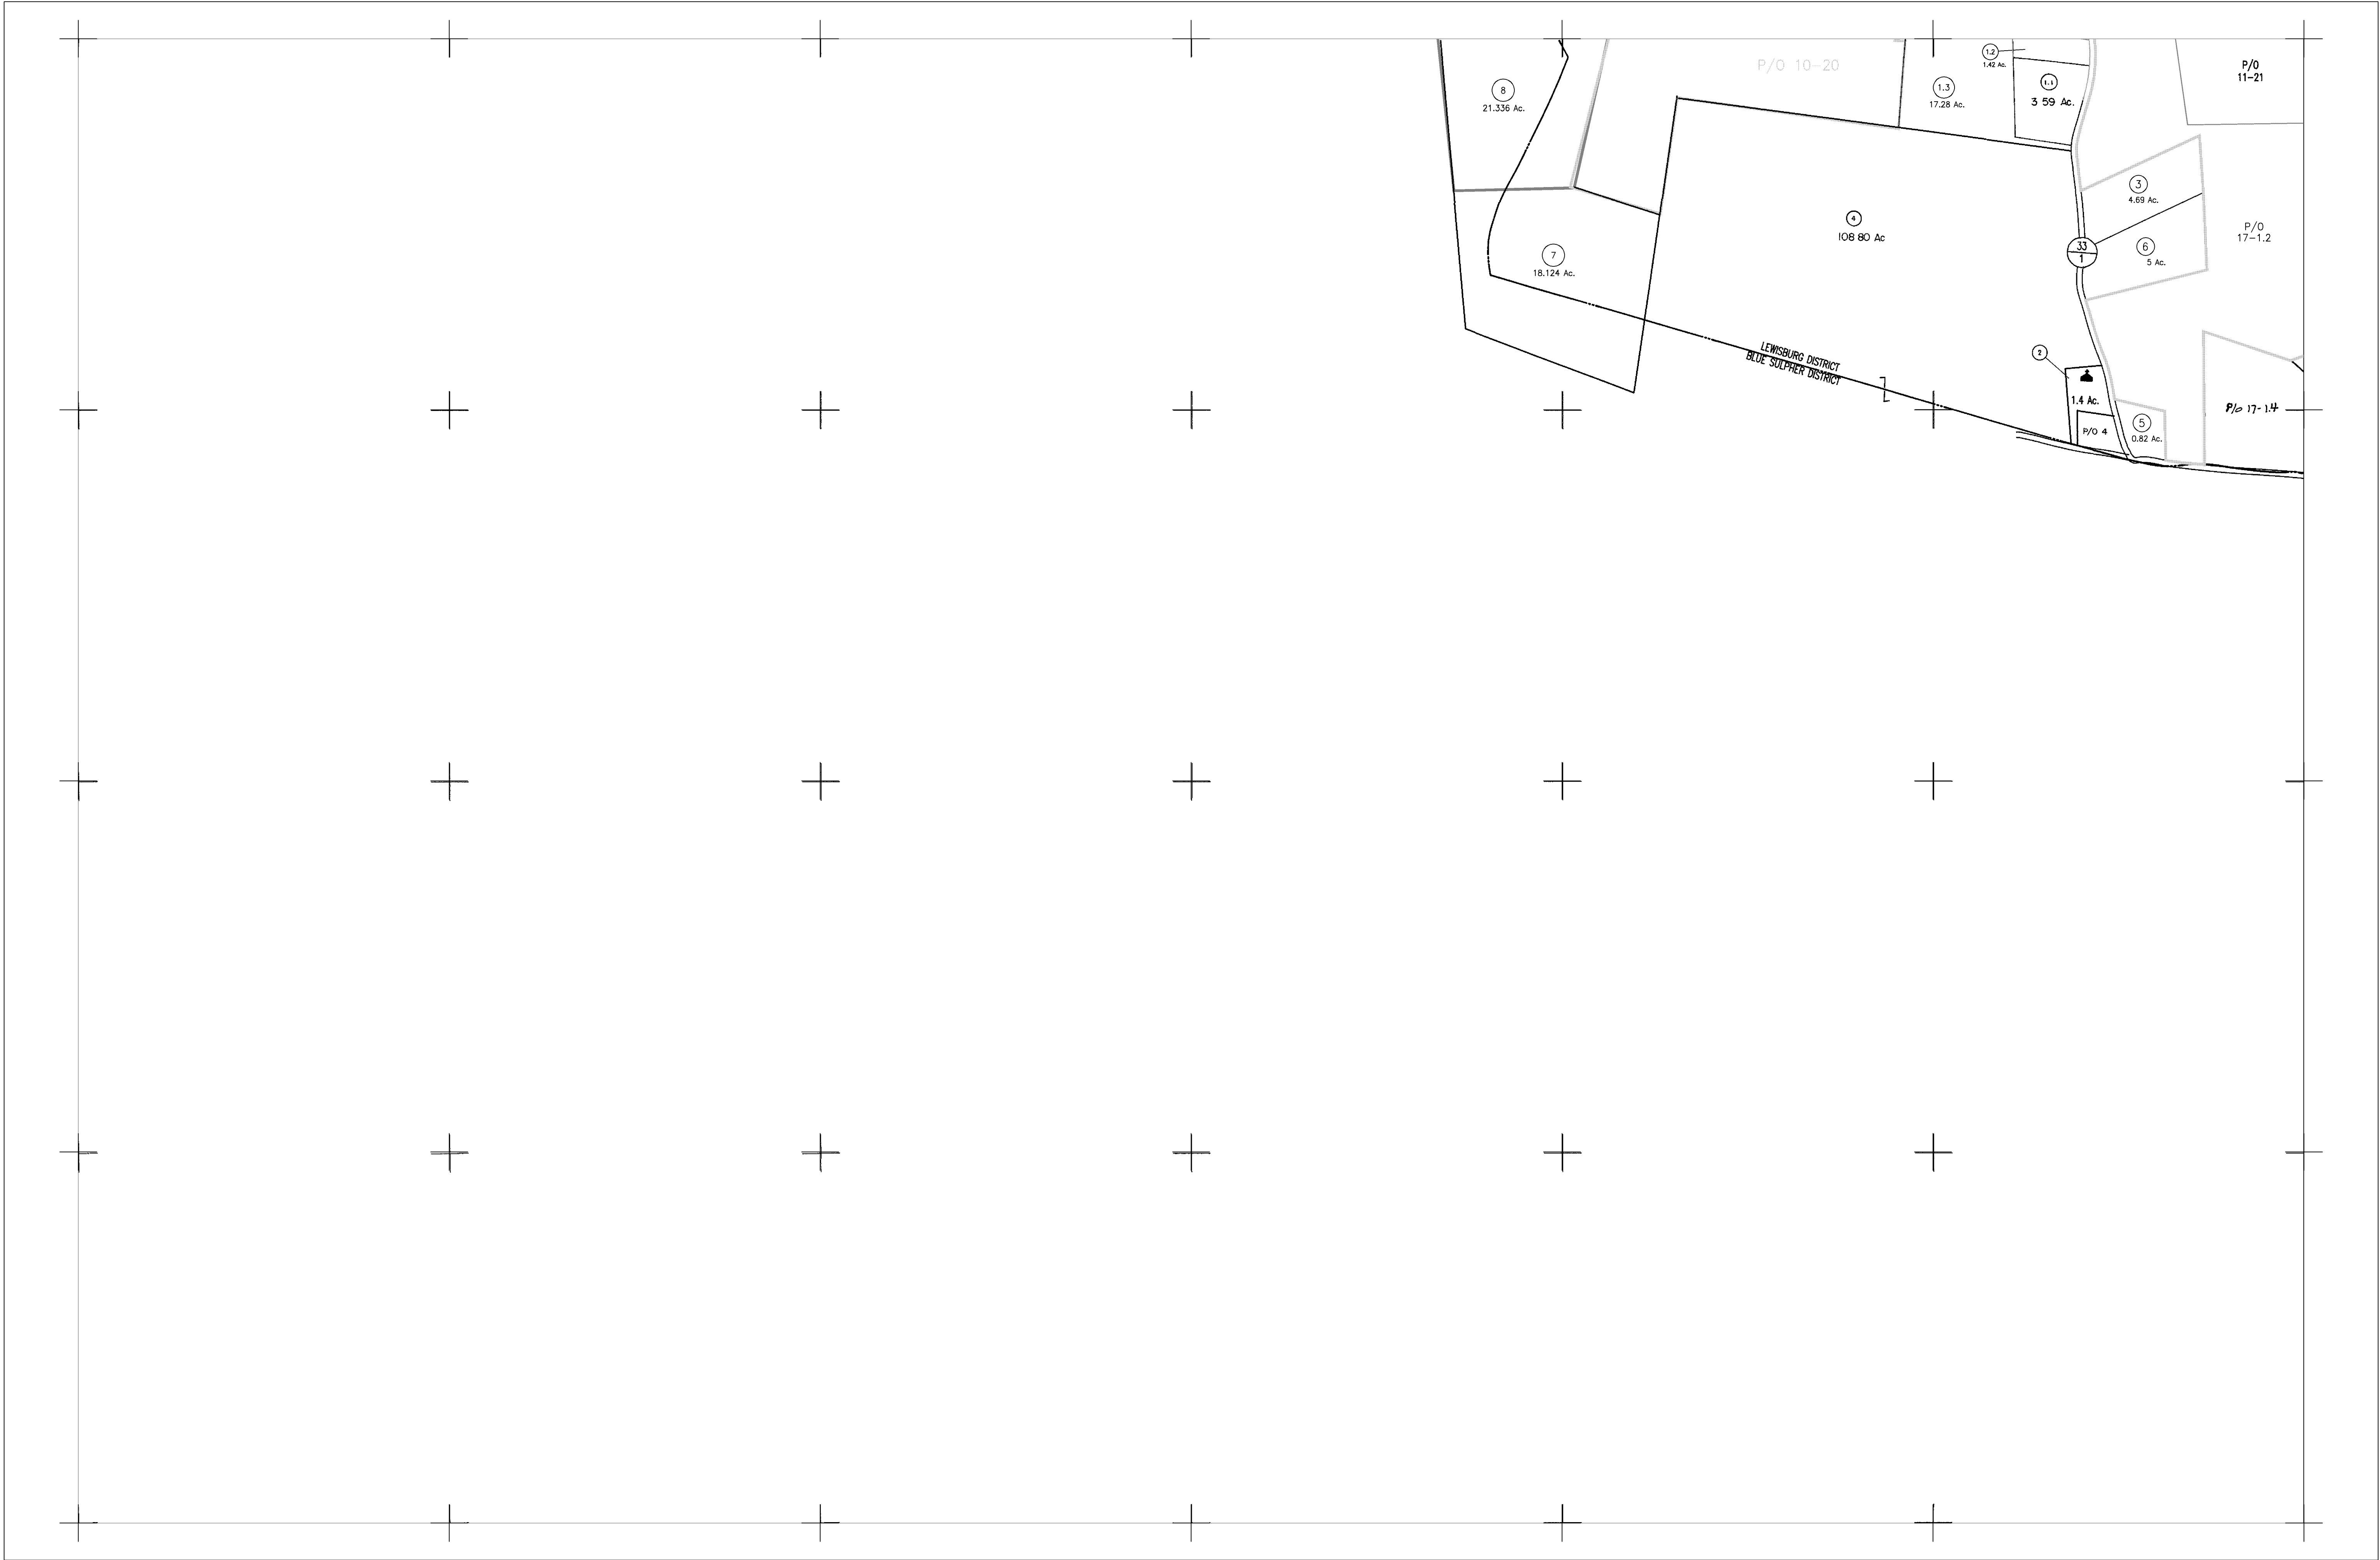 8
21.336 Ac.
P/O 10-20
1.3
17.28 Ac.
1.2
1.42 Ac.
1.1
3 59 Ac.
P/O
11-21
3
4.69 Ac.
4
108 80 Ac
7
18.124 Ac.
33
1
6
5 Ac.
P/O
17-1.2
LEWISBURG DISTRICT
BLUE SULPHER DISTRICT
2
1.4 Ac.
P/O 4
5
0.82 Ac.
P/o 17-1.4